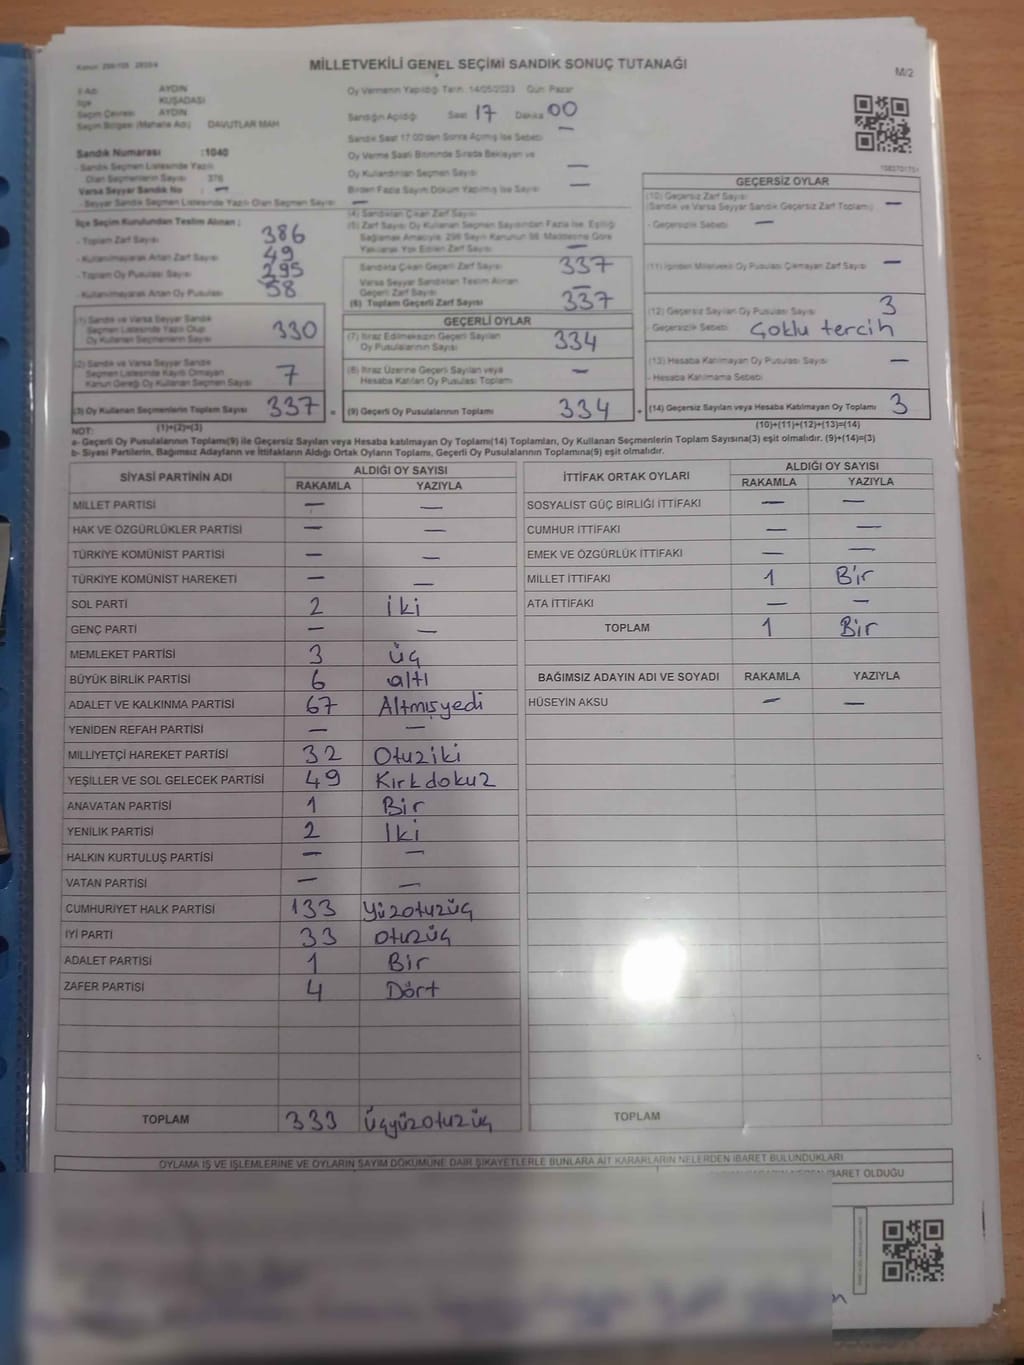 MİLLETVEKİLİ GENEL SEÇİMİ SANDIK SONUÇ TUTANAĞI
M/2
İl Adı AYDIN
İlçe KUŞADASI
Seçim Çevresi AYDIN
Seçim Bölgesi (Mahalle Adı) DAVUTLAR MAH
Sandık Numarası :1040
- Sandık Seçmen Listesinde Yazılı
Olan Seçmenlerin Sayısı : 376
Varsa Seyyar Sandık No : —
- Seyyar Sandık Seçmen Listesinde Yazılı Olan Seçmen Sayısı : —
Oy Vermenin Yapıldığı Tarih: 14/05/2023 Gün: Pazar
Sandığın Açıldığı Saat 17 Dakika 00
Sandık Saat 17:00'den Sonra Açılmış İse Sebebi —
Oy Verme Saati Bitiminde Sırada Bekleyen ve
Oy Kullandırılan Seçmen Sayısı —
Birden Fazla Sayım Döküm Yapılmış İse Sayısı —
İlçe Seçim Kurulundan Teslim Alınan ;
- Toplam Zarf Sayısı 386
- Kullanılmayarak Artan Zarf Sayısı 49
- Toplam Oy Pusulası Sayısı 295
- Kullanılmayarak Artan Oy Pusulası 58
(1) Sandık ve Varsa Seyyar Sandık
Seçmen Listesinde Yazılı Olup
Oy Kullanan Seçmenlerin Sayısı 330
(2) Sandık ve Varsa Seyyar Sandık
Seçmen Listesinde Kayıtlı Olmayan
Kanun Gereği Oy Kullanan Seçmen Sayısı 7
(3) Oy Kullanan Seçmenlerin Toplam Sayısı 337 =
(1)+(2)=(3)
(4) Sandıktan Çıkan Zarf Sayısı
(5) Zarf Sayısı Oy Kullanan Seçmen Sayısından Fazla İse, Eşitliği
Sağlamak Amacıyla, 298 Sayılı Kanunun 98. Maddesine Göre
Yakılarak Yok Edilen Zarf Sayısı —
Sandıkta Çıkan Geçerli Zarf Sayısı 337
Varsa Seyyar Sandıktan Teslim Alınan
Geçerli Zarf Sayısı —
(6) Toplam Geçerli Zarf Sayısı 337
GEÇERLİ OYLAR
(7) İtiraz Edilmeksizin Geçerli Sayılan
Oy Pusulalarının Sayısı 334
(8) İtiraz Üzerine Geçerli Sayılan veya
Hesaba Katılan Oy Pusulası Toplamı —
(9) Geçerli Oy Pusulalarının Toplamı 334 +
GEÇERSİZ OYLAR
(10) Geçersiz Zarf Sayısı
(Sandık ve Varsa Seyyar Sandık Geçersiz Zarf Toplamı) —
- Geçersizlik Sebebi —
(11) İçinden Milletvekili Oy Pusulası Çıkmayan Zarf Sayısı —
(12) Geçersiz Sayılan Oy Pusulası Sayısı 3
- Geçersizlik Sebebi Çoklu tercih
(13) Hesaba Katılmayan Oy Pusulası Sayısı —
- Hesaba Katılmama Sebebi
(14) Geçersiz Sayılan veya Hesaba Katılmayan Oy Toplamı 3
(10)+(11)+(12)+(13)=(14)
NOT:
a- Geçerli Oy Pusulalarının Toplamı(9) ile Geçersiz Sayılan veya Hesaba katılmayan Oy Toplamı(14) Toplamları, Oy Kullanan Seçmenlerin Toplam Sayısına(3) eşit olmalıdır. (9)+(14)=(3)
b- Siyasi Partilerin, Bağımsız Adayların ve İttifakların Aldığı Ortak Oyların Toplamı, Geçerli Oy Pusulalarının Toplamına(9) eşit olmalıdır.
SİYASİ PARTİNİN ADI ALDIĞI OY SAYISI
RAKAMLA YAZIYLA
MİLLET PARTİSİ — —
HAK VE ÖZGÜRLÜKLER PARTİSİ — —
TÜRKİYE KOMÜNİST PARTİSİ — —
TÜRKİYE KOMÜNİST HAREKETİ — —
SOL PARTİ 2 iki
GENÇ PARTİ — —
MEMLEKET PARTİSİ 3 üç
BÜYÜK BİRLİK PARTİSİ 6 altı
ADALET VE KALKINMA PARTİSİ 67 Altmışyedi
YENİDEN REFAH PARTİSİ — —
MİLLİYETÇİ HAREKET PARTİSİ 32 Otuziki
YEŞİLLER VE SOL GELECEK PARTİSİ 49 Kırkdokuz
ANAVATAN PARTİSİ 1 Bir
YENİLİK PARTİSİ 2 İki
HALKIN KURTULUŞ PARTİSİ — —
VATAN PARTİSİ — —
CUMHURİYET HALK PARTİSİ 133 Yüzotuzüç
İYİ PARTİ 33 otuzüç
ADALET PARTİSİ 1 Bir
ZAFER PARTİSİ 4 Dört
TOPLAM 333 üçyüzotuzüç
İTTİFAK ORTAK OYLARI ALDIĞI OY SAYISI
RAKAMLA YAZIYLA
SOSYALİST GÜÇ BİRLİĞİ İTTİFAKI — —
CUMHUR İTTİFAKI — —
EMEK VE ÖZGÜRLÜK İTTİFAKI — —
MİLLET İTTİFAKI 1 Bir
ATA İTTİFAKI — —
TOPLAM 1 Bir
BAĞIMSIZ ADAYIN ADI VE SOYADI RAKAMLA YAZIYLA
HÜSEYİN AKSU — —
TOPLAM
OYLAMA İŞ VE İŞLEMLERİNE VE OYLARIN SAYIM DÖKÜMÜNE DAİR ŞİKAYETLERLE BUNLARA AİT KARARLARIN NELERDEN İBARET BULUNDUKLARI
İBARET OLDUĞU